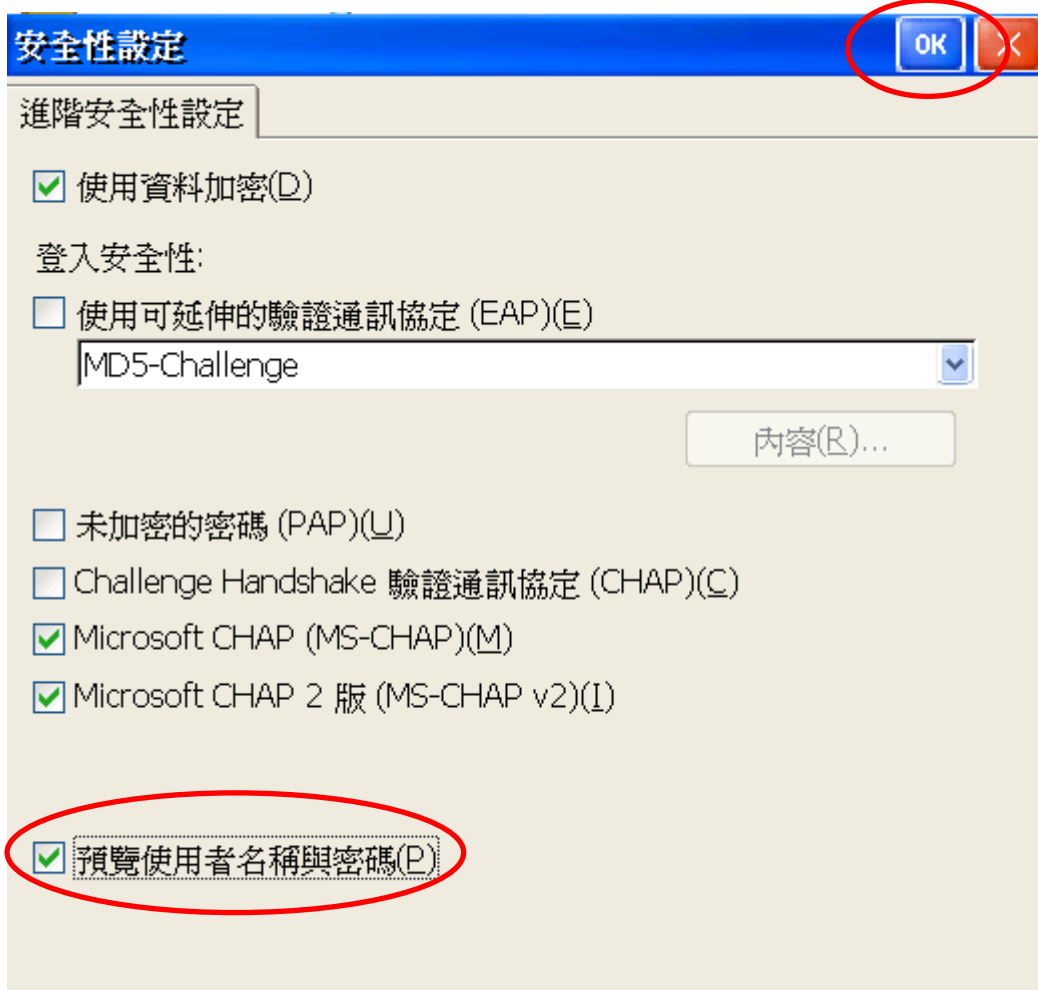 安全性設定 OK
進階安全性設定
使用資料加密(D)
登入安全性:
使用可延伸的驗證通訊協定 (EAP)(E)
MD5-Challenge
內容(R)...
未加密的密碼 (PAP)(U)
Challenge Handshake 驗證通訊協定 (CHAP)(C)
Microsoft CHAP (MS-CHAP)(M)
Microsoft CHAP 2 版 (MS-CHAP v2)(I)
預覽使用者名稱與密碼(P)